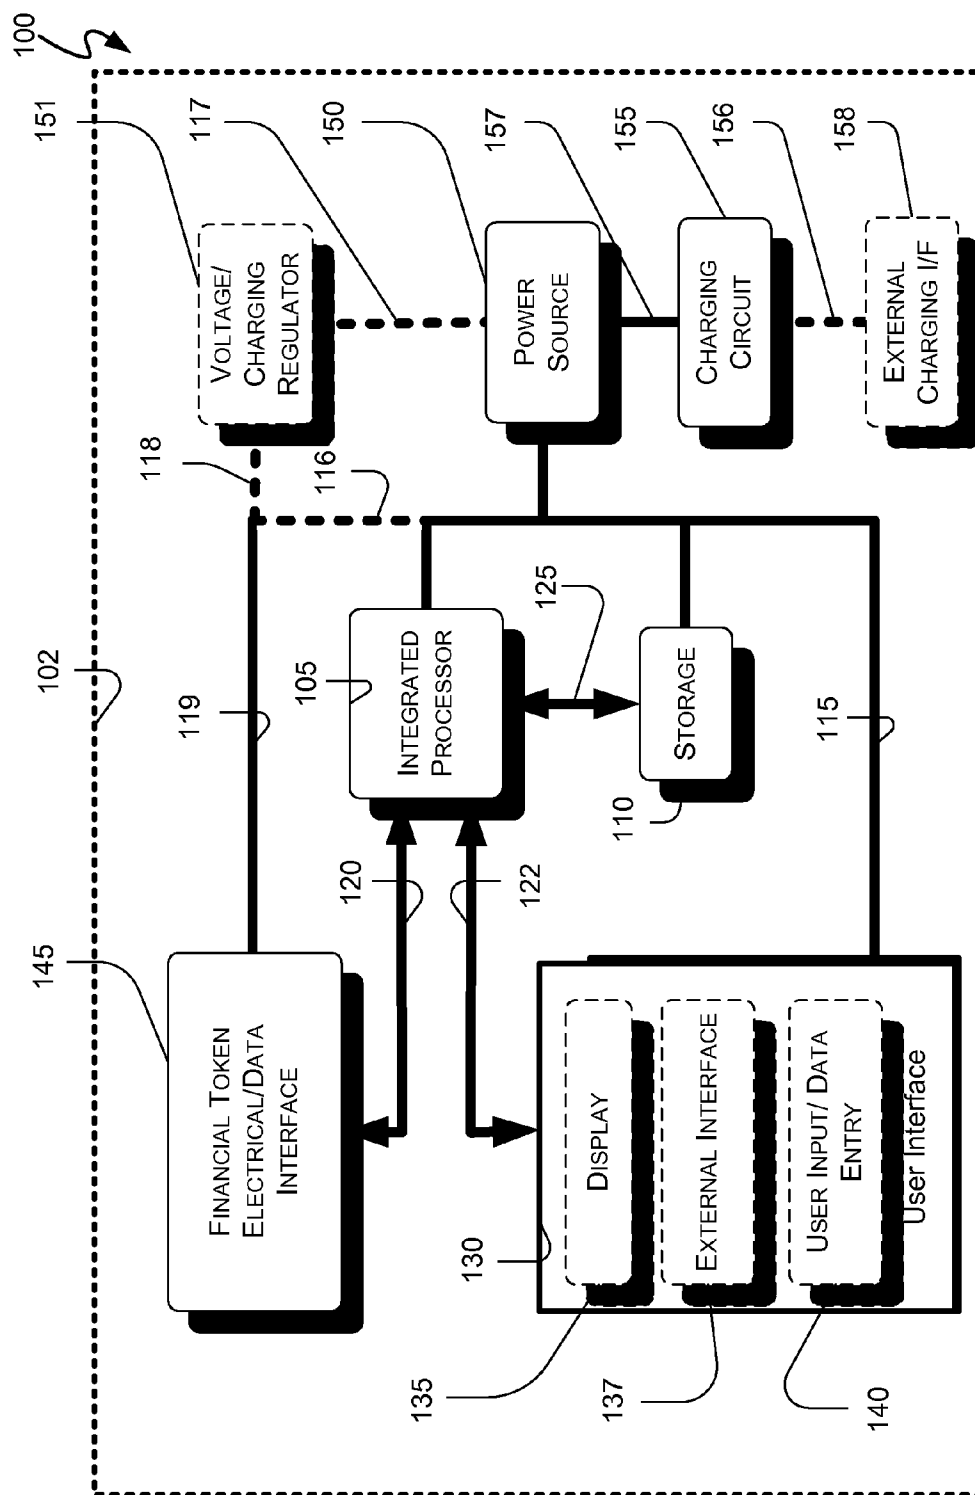 100
102
145
FINANCIAL TOKEN
ELECTRICAL/DATA
INTERFACE
119
118
151
VOLTAGE/
CHARGING
REGULATOR
116
117
120
122
105
INTEGRATED
PROCESSOR
125
110
STORAGE
150
POWER
SOURCE
157
155
CHARGING
CIRCUIT
156
158
EXTERNAL
CHARGING I/F
115
130
135
DISPLAY
137
EXTERNAL INTERFACE
140
USER INPUT/ DATA
ENTRY
User Interface